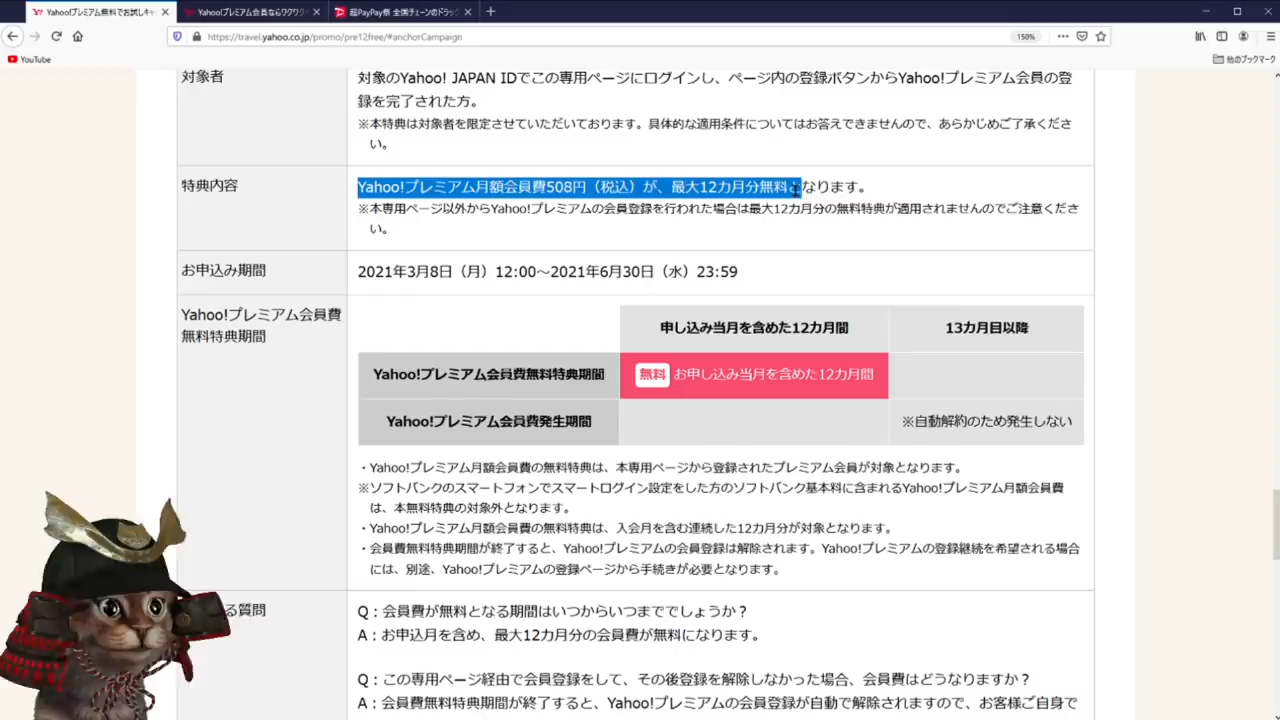 Yahoo!プレミアム無料でお試しキャ
Yahoo!プレミアム会員ならワクワク
超PayPay祭 全国チェーンのドラッグ
https://travel.yahoo.co.jp/promo/pre12free/#anchorCampaign
150%
YouTube
他のブックマーク
対象者
対象のYahoo! JAPAN IDでこの専用ページにログインし、ページ内の登録ボタンからYahoo!プレミアム会員の登
録を完了された方。
※本特典は対象者を限定させていただいております。具体的な適用条件についてはお答えできませんので、あらかじめご了承くださ
い。
特典内容
Yahoo!プレミアム月額会員費508円（税込）が、最大12カ月分無料となります。
※本専用ページ以外からYahoo!プレミアムの会員登録を行われた場合は最大12カ月分の無料特典が適用されませんのでご注意くださ
い。
お申込み期間
2021年3月8日（月）12:00～2021年6月30日（水）23:59
Yahoo!プレミアム会員費
無料特典期間
申し込み当月を含めた12カ月間
13カ月目以降
Yahoo!プレミアム会員費無料特典期間
無料 お申し込み当月を含めた12カ月間
Yahoo!プレミアム会員費発生期間
※自動解約のため発生しない
・Yahoo!プレミアム月額会員費の無料特典は、本専用ページから登録されたプレミアム会員が対象となります。
※ソフトバンクのスマートフォンでスマートログイン設定をした方のソフトバンク基本料に含まれるYahoo!プレミアム月額会員費
は、本無料特典の対象外となります。
・Yahoo!プレミアム月額会員費の無料特典は、入会月を含む連続した12カ月分が対象となります。
・会員費無料特典期間が終了すると、Yahoo!プレミアムの会員登録は解除されます。Yahoo!プレミアムの登録継続を希望される場合
には、別途、Yahoo!プレミアムの登録ページから手続きが必要となります。
る質問
Q：会員費が無料となる期間はいつからいつまででしょうか？
A：お申込月を含め、最大12カ月分の会員費が無料になります。
Q：この専用ページ経由で会員登録をして、その後登録を解除しなかった場合、会員費はどうなりますか？
A：会員費無料特典期間が終了すると、Yahoo!プレミアムの会員登録が自動で解除されますので、お客様ご自身で